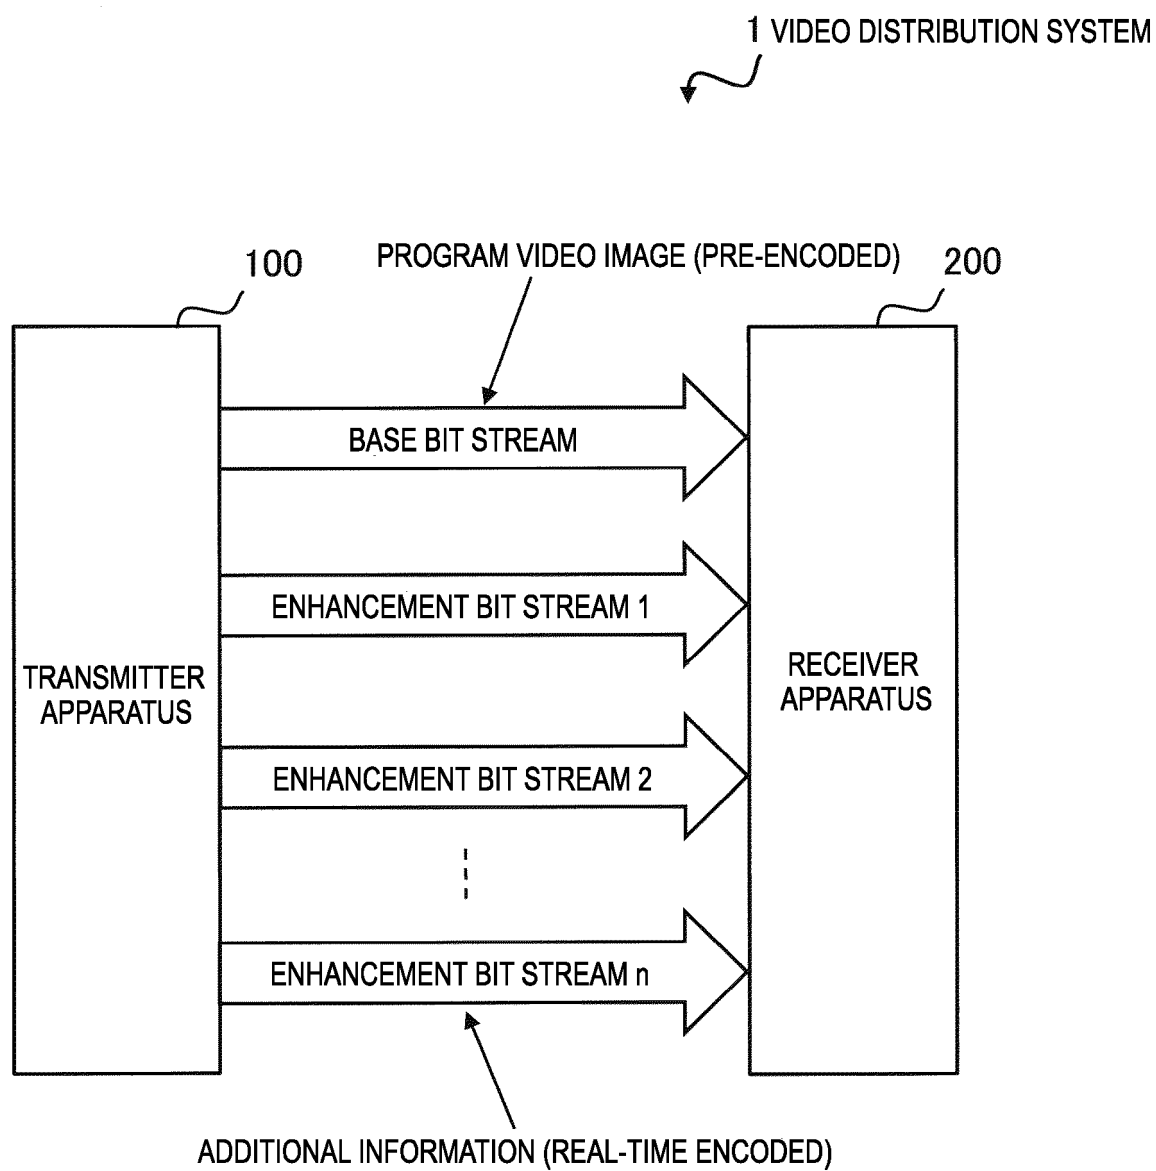 1 VIDEO DISTRIBUTION SYSTEM
PROGRAM VIDEO IMAGE (PRE-ENCODED)
100
200
BASE BIT STREAM
ENHANCEMENT BIT STREAM 1
TRANSMITTER
APPARATUS
RECEIVER
APPARATUS
ENHANCEMENT BIT STREAM 2
ENHANCEMENT BIT STREAM n
ADDITIONAL INFORMATION (REAL-TIME ENCODED)